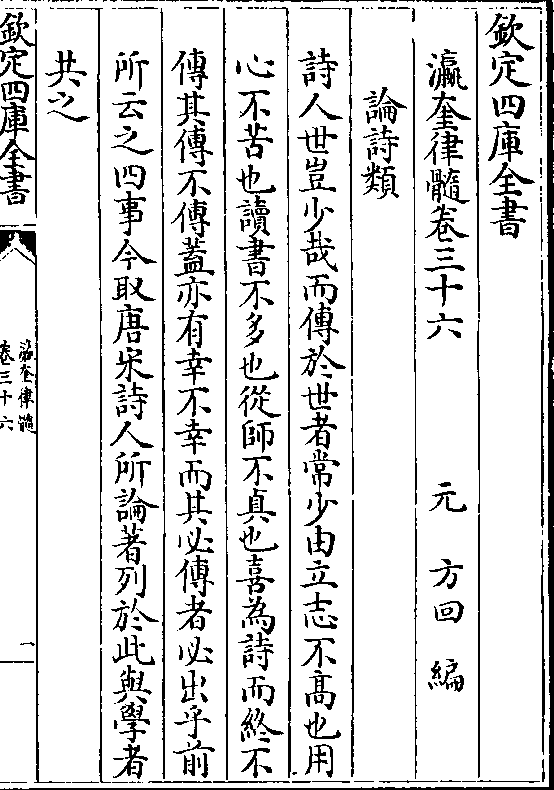 欽定四庫全書
瀛奎律髓卷三十六　元　方回　編
論詩類
詩人世豈少哉而傳於世者常少由立志不髙也用
心不苦也讀書不多也從師不真也喜為詩而終不
傳其傳不傳蓋亦有幸不幸而其必傳者必出乎前
所云之四事今取唐宋詩人所論著列於此與學者
共之
欽定四庫全書
瀛奎律髓
卷三十六
一